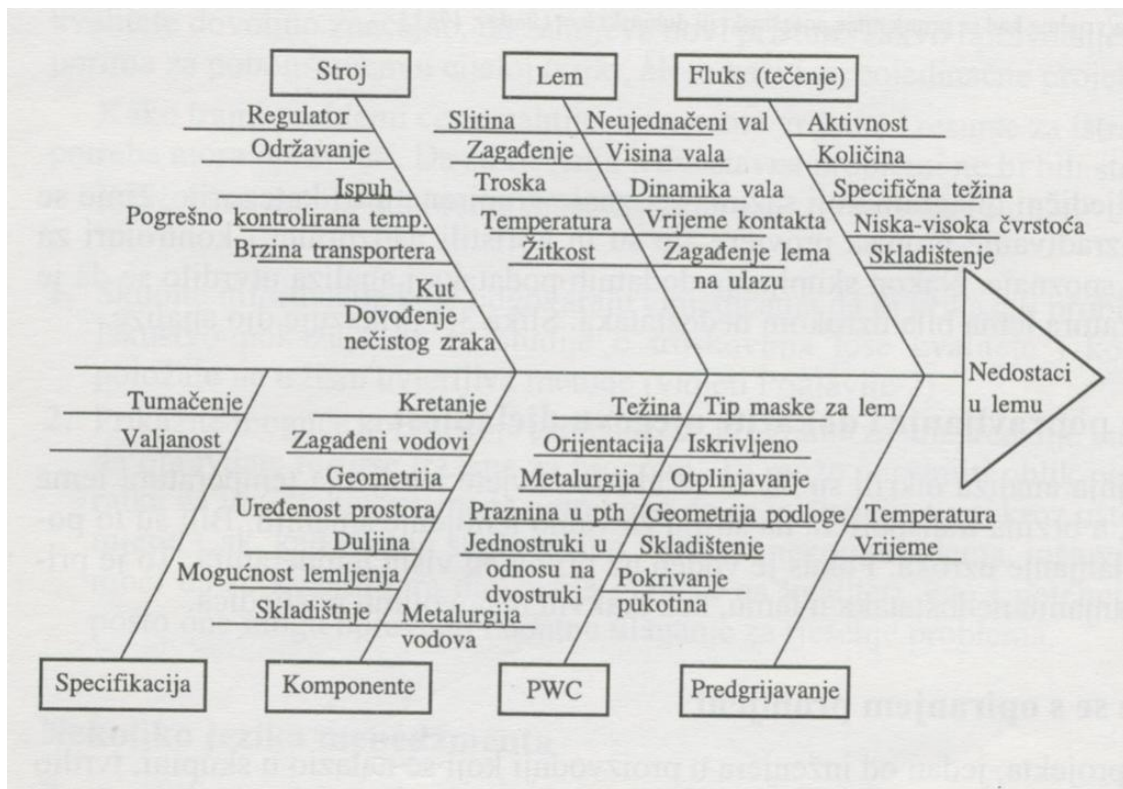 Stroj
Lem
Fluks (tečenje)
Regulator
Održavanje
Ispuh
Pogrešno kontrolirana temp.
Brzina transportera
Kut
Dovođenje
nečistog zraka
Slitina
Zagađenje
Troska
Temperatura
Žitkost
Neujednačeni val
Visina vala
Dinamika vala
Vrijeme kontakta
Zagađenje lema
na ulazu
Aktivnost
Količina
Specifična težina
Niska-visoka čvrstoća
Skladištenje
Nedostaci
u lemu
Tumačenje
Valjanost
Kretanje
Zagađeni vodovi
Geometrija
Uređenost prostora
Duljina
Mogućnost lemljenja
Skladištnje
Metalurgija
vodova
Težina
Orijentacija
Metalurgija
Praznina u pth
Jednostruki u
odnosu na
dvostruki
Tip maske za lem
Iskrivljeno
Otplinjavanje
Geometrija podloge
Skladištenje
Pokrivanje
pukotina
Temperatura
Vrijeme
Specifikacija
Komponente
PWC
Predgrijavanje